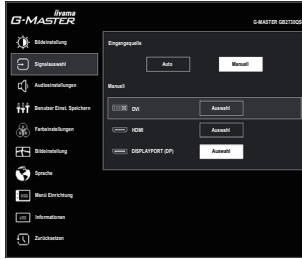 iiyama
G-MASTER
G-MASTER GB2730QS
Bildeinstellung
Signalauswahl
Audioeinstellungen
Benutzer Einst. Speichern
Farbeinstellungen
Bildeinstellung
Sprache
Menü Einrichtung
Informationen
Zurücksetzen
Eingangsquelle
Auto
Manuell
Manuell
DVI
Auswahl
HDMI
Auswahl
DISPLAYPORT (DP)
Auswahl